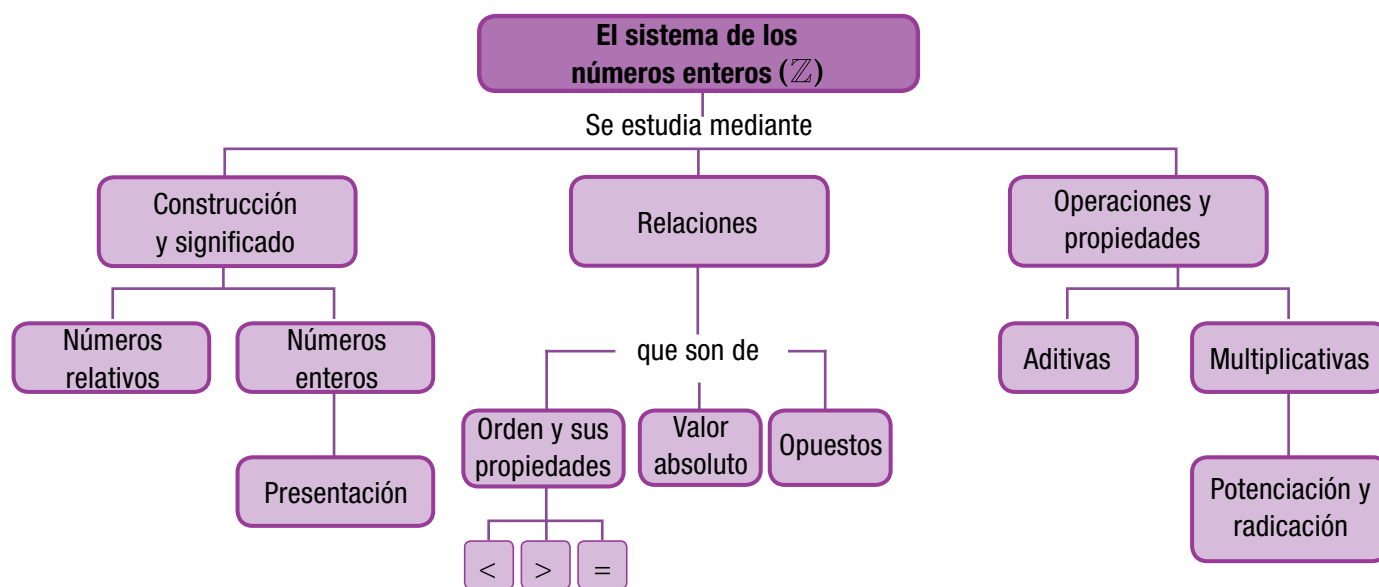 El sistema de los
números enteros (ℤ)
Se estudia mediante
Construcción
y significado
Relaciones
Operaciones y
propiedades
Números
relativos
Números
enteros
que son de
Aditivas
Multiplicativas
Presentación
Orden y sus
propiedades
Valor
absoluto
Opuestos
Potenciación y
radicación
<
>
=